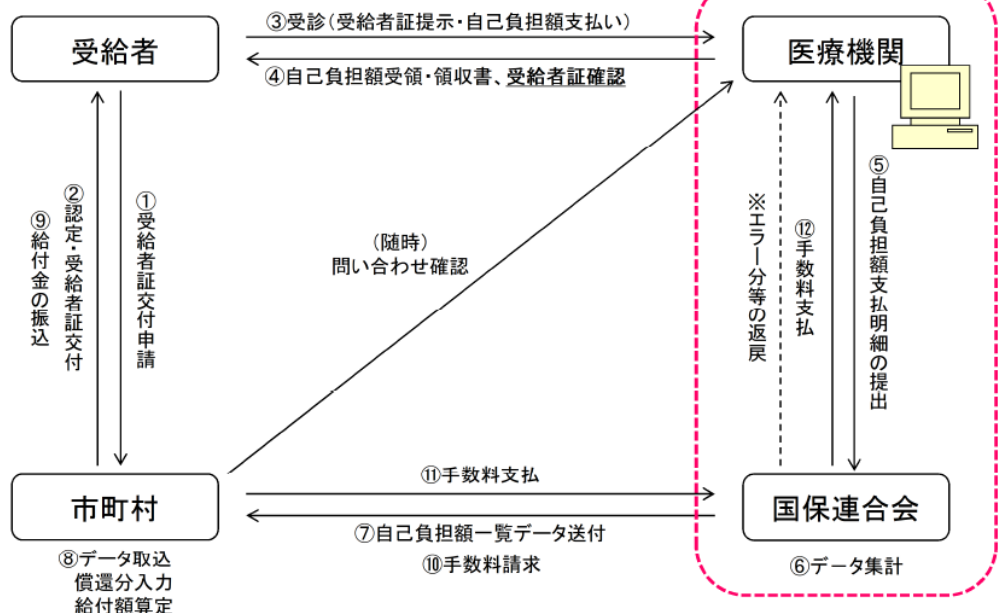 ③受診(受給者証提示・自己負担額支払い)
受給者
医療機関
④自己負担額受領・領収書、受給者証確認
⑨給付金の振込
②認定・受給者証交付
①受給者証交付申請
(随時)
問い合わせ確認
※エラー分等の返戻
⑫手数料支払
⑤自己負担額支払明細の提出
⑪手数料支払
市町村
国保連合会
⑦自己負担額一覧データ送付
⑧データ取込
償還分入力
給付額算定
⑩手数料請求
⑥データ集計